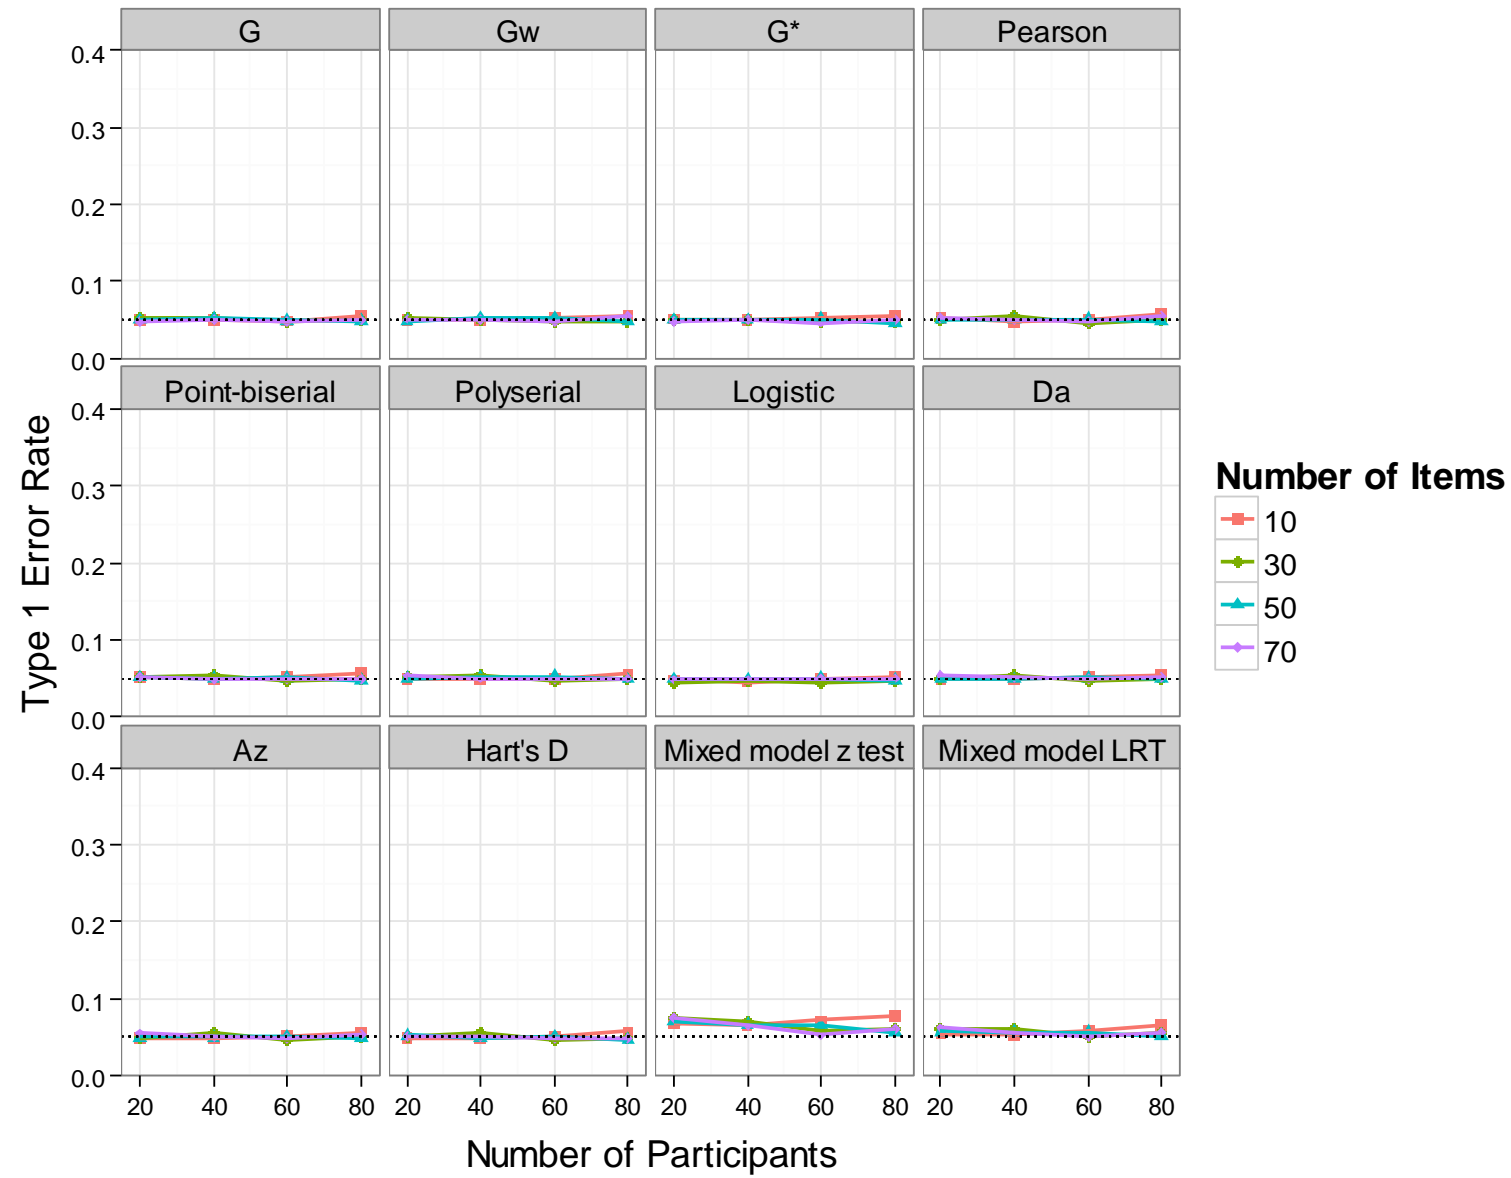 G
Gw
G*
Pearson
0.4
0.3
0.2
0.1
0.0
Point-biserial
Polyserial
Logistic
Da
0.4
0.3
0.2
0.1
0.0
Az
Hart's D
Mixed model z test
Mixed model LRT
0.4
0.3
0.2
0.1
0.0
20 40 60 80
20 40 60 80
20 40 60 80
20 40 60 80
Number of Participants
Type 1 Error Rate
Number of Items
10
30
50
70